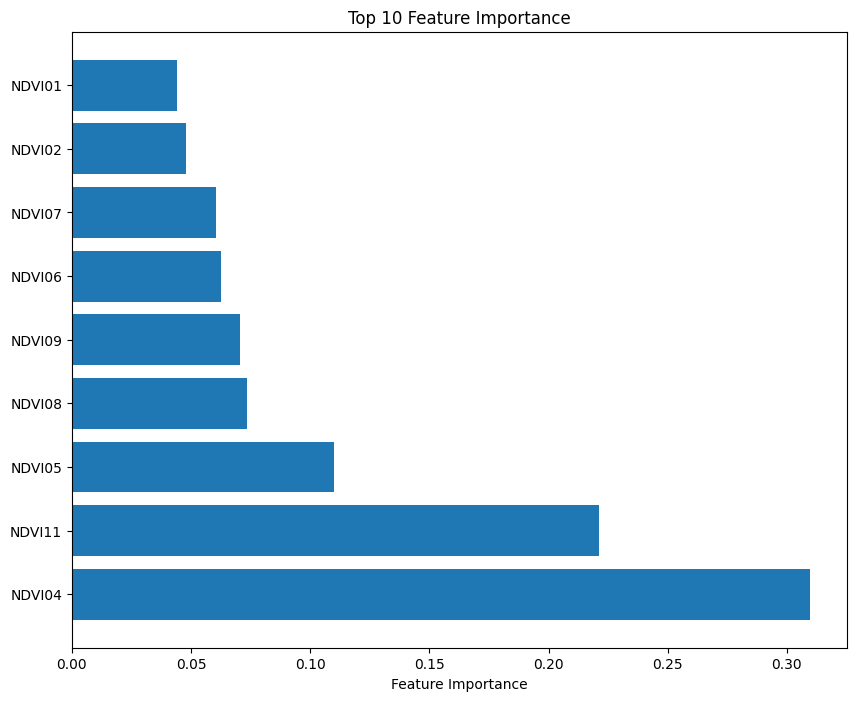 Top 10 Feature Importance
NDVI01
NDVI02
NDVI07
NDVI06
NDVI09
NDVI08
NDVI05
NDVI11
NDVI04
0.00 0.05 0.10 0.15 0.20 0.25 0.30
Feature Importance